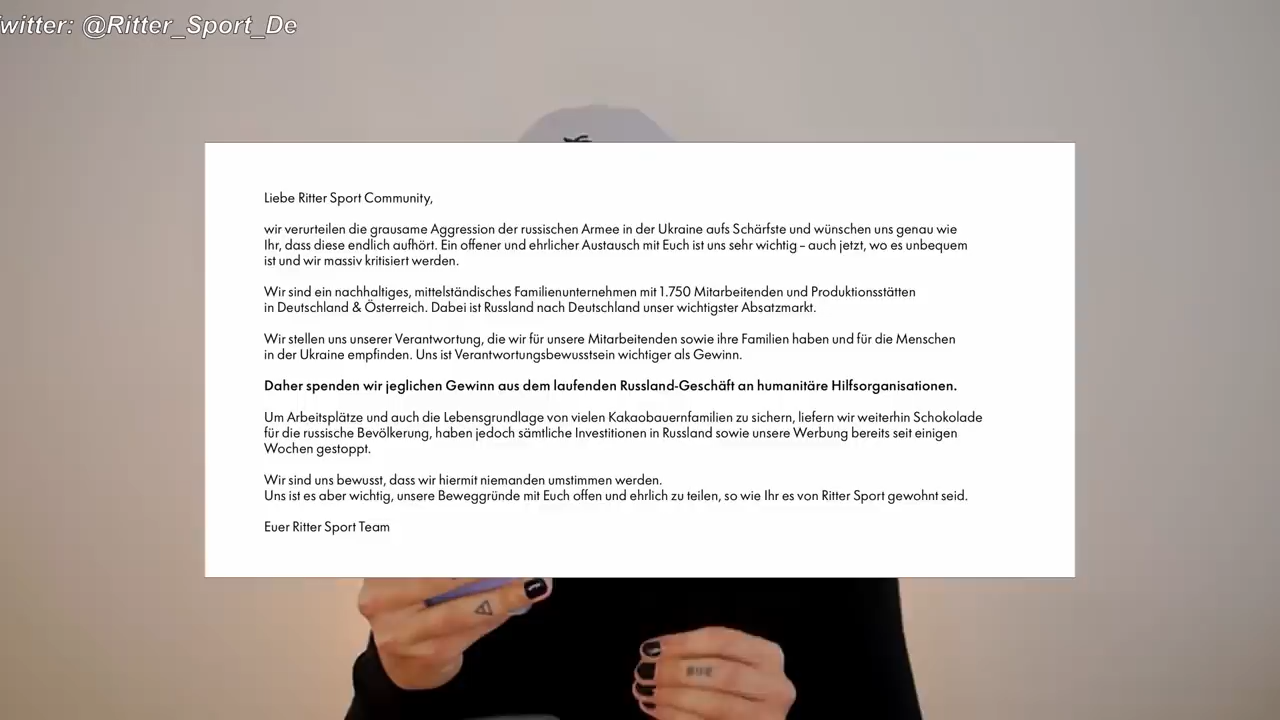 witter: @Ritter_Sport_De
Liebe Ritter Sport Community,
wir verurteilen die grausame Aggression der russischen Armee in der Ukraine aufs Schärfste und wünschen uns genau wie
Ihr, dass diese endlich aufhört. Ein offener und ehrlicher Austausch mit Euch ist uns sehr wichtig – auch jetzt, wo es unbequem
ist und wir massiv kritisiert werden.
Wir sind ein nachhaltiges, mittelständisches Familienunternehmen mit 1.750 Mitarbeitenden und Produktionsstätten
in Deutschland & Österreich. Dabei ist Russland nach Deutschland unser wichtigster Absatzmarkt.
Wir stellen uns unserer Verantwortung, die wir für unsere Mitarbeitenden sowie ihre Familien haben und für die Menschen
in der Ukraine empfinden. Uns ist Verantwortungsbewusstsein wichtiger als Gewinn.
Daher spenden wir jeglichen Gewinn aus dem laufenden Russland-Geschäft an humanitäre Hilfsorganisationen.
Um Arbeitsplätze und auch die Lebensgrundlage von vielen Kakaobauernfamilien zu sichern, liefern wir weiterhin Schokolade
für die russische Bevölkerung, haben jedoch sämtliche Investitionen in Russland sowie unsere Werbung bereits seit einigen
Wochen gestoppt.
Wir sind uns bewusst, dass wir hiermit niemanden umstimmen werden.
Uns ist es aber wichtig, unsere Beweggründe mit Euch offen und ehrlich zu teilen, so wie Ihr es von Ritter Sport gewohnt seid.
Euer Ritter Sport Team